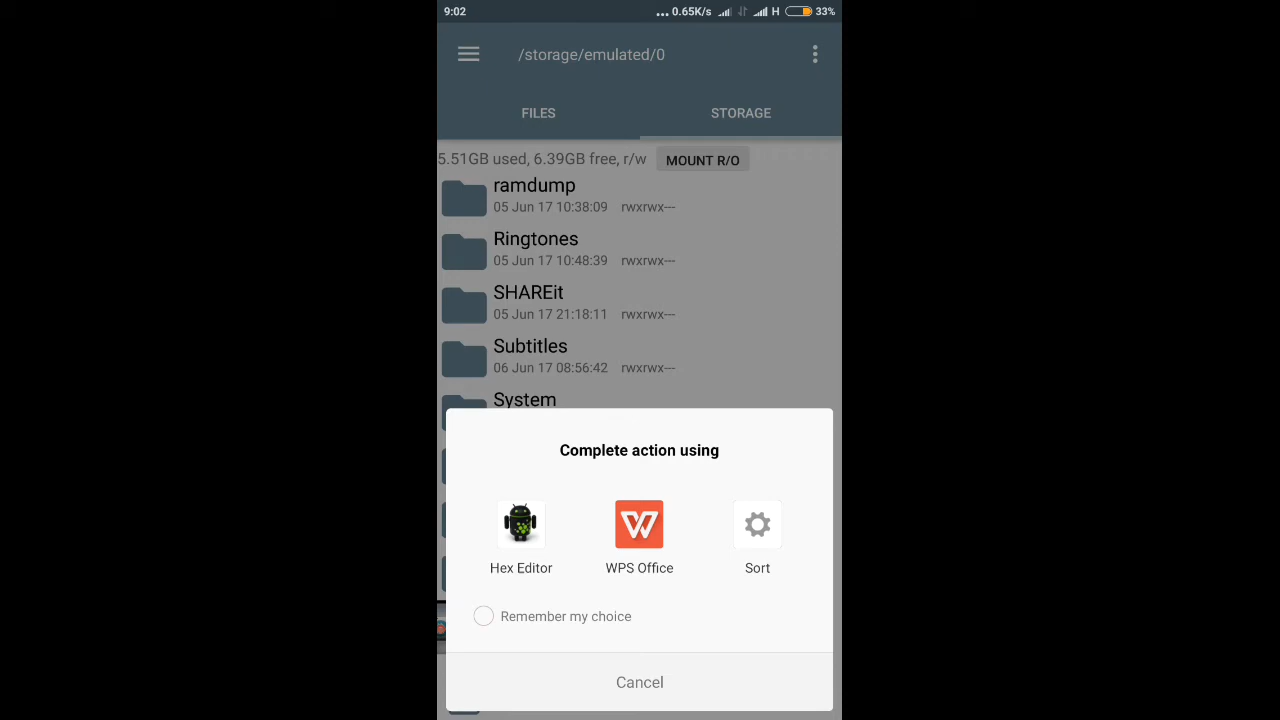 9:02
... 0.65K/s H 33%
/storage/emulated/0
FILES
STORAGE
5.51GB used, 6.39GB free, r/w
MOUNT R/O
ramdump
05 Jun 17 10:38:09 rwxrwx---
Ringtones
05 Jun 17 10:48:39 rwxrwx---
SHAREit
05 Jun 17 21:18:11 rwxrwx---
Subtitles
06 Jun 17 08:56:42 rwxrwx---
System
Complete action using
Hex Editor
WPS Office
Sort
Remember my choice
Cancel